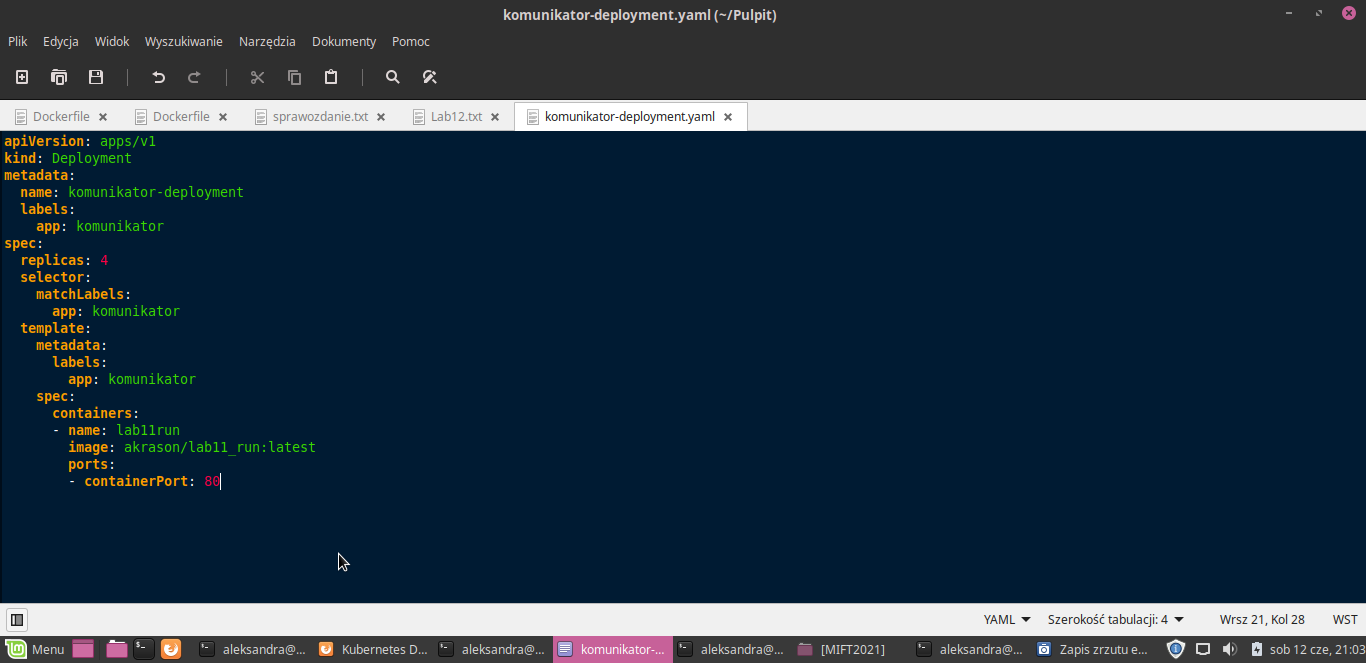 komunikator-deployment.yaml (~/Pulpit)
Plik Edycja Widok Wyszukiwanie Narzędzia Dokumenty Pomoc
Dockerfile Dockerfile sprawozdanie.txt Lab12.txt komunikator-deployment.yaml
apiVersion: apps/v1
kind: Deployment
metadata:
  name: komunikator-deployment
  labels:
    app: komunikator
spec:
  replicas: 4
  selector:
    matchLabels:
      app: komunikator
  template:
    metadata:
      labels:
        app: komunikator
    spec:
      containers:
      - name: lab11run
        image: akrason/lab11_run:latest
        ports:
        - containerPort: 80
YAML Szerokość tabulacji: 4 Wrsz 21, Kol 28 WST
Menu aleksandra@... Kubernetes D... aleksandra@... komunikator-... aleksandra@... [MIFT2021] aleksandra@... Zapis zrzutu e... sob 12 cze, 21:03